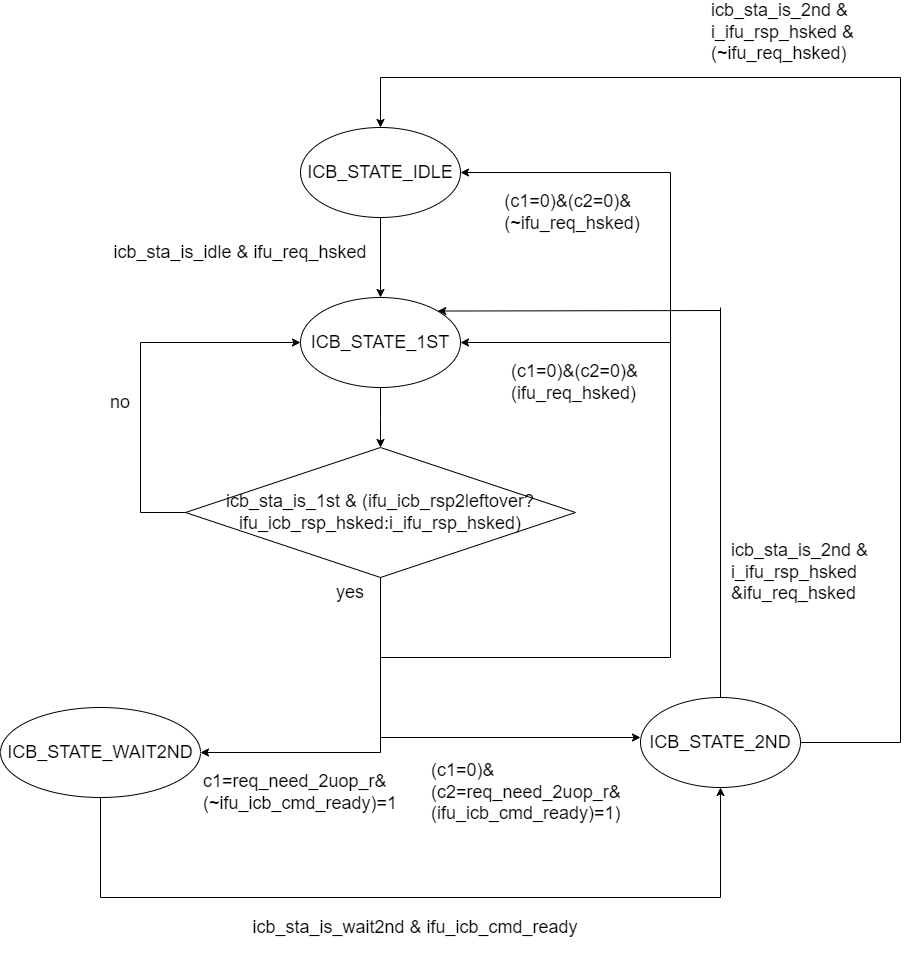 icb_sta_is_2nd &
i_ifu_rsp_hsked &
(~ifu_req_hsked)
ICB_STATE_IDLE
(c1=0)&(c2=0)&
(~ifu_req_hsked)
icb_sta_is_idle & ifu_req_hsked
ICB_STATE_1ST
(c1=0)&(c2=0)&
(ifu_req_hsked)
no
icb_sta_is_1st & (ifu_icb_rsp2leftover?
ifu_icb_rsp_hsked:i_ifu_rsp_hsked)
icb_sta_is_2nd &
i_ifu_rsp_hsked
&ifu_req_hsked
yes
ICB_STATE_WAIT2ND
ICB_STATE_2ND
c1=req_need_2uop_r&
(~ifu_icb_cmd_ready)=1
(c1=0)&
(c2=req_need_2uop_r&
(ifu_icb_cmd_ready)=1)
icb_sta_is_wait2nd & ifu_icb_cmd_ready